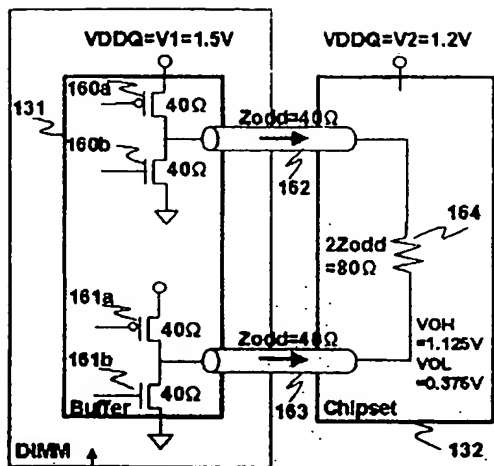 VDDQ=V1=1.5V
VDDQ=V2=1.2V
160a
131
40Ω
Zodd=40Ω
160b
40Ω
162
164
2Zodd
=80Ω
161a
40Ω
Zodd=40Ω
VOH
=1.125V
VOL
=0.375V
161b
40Ω
Buffer
163
Chipset
DIMM
132